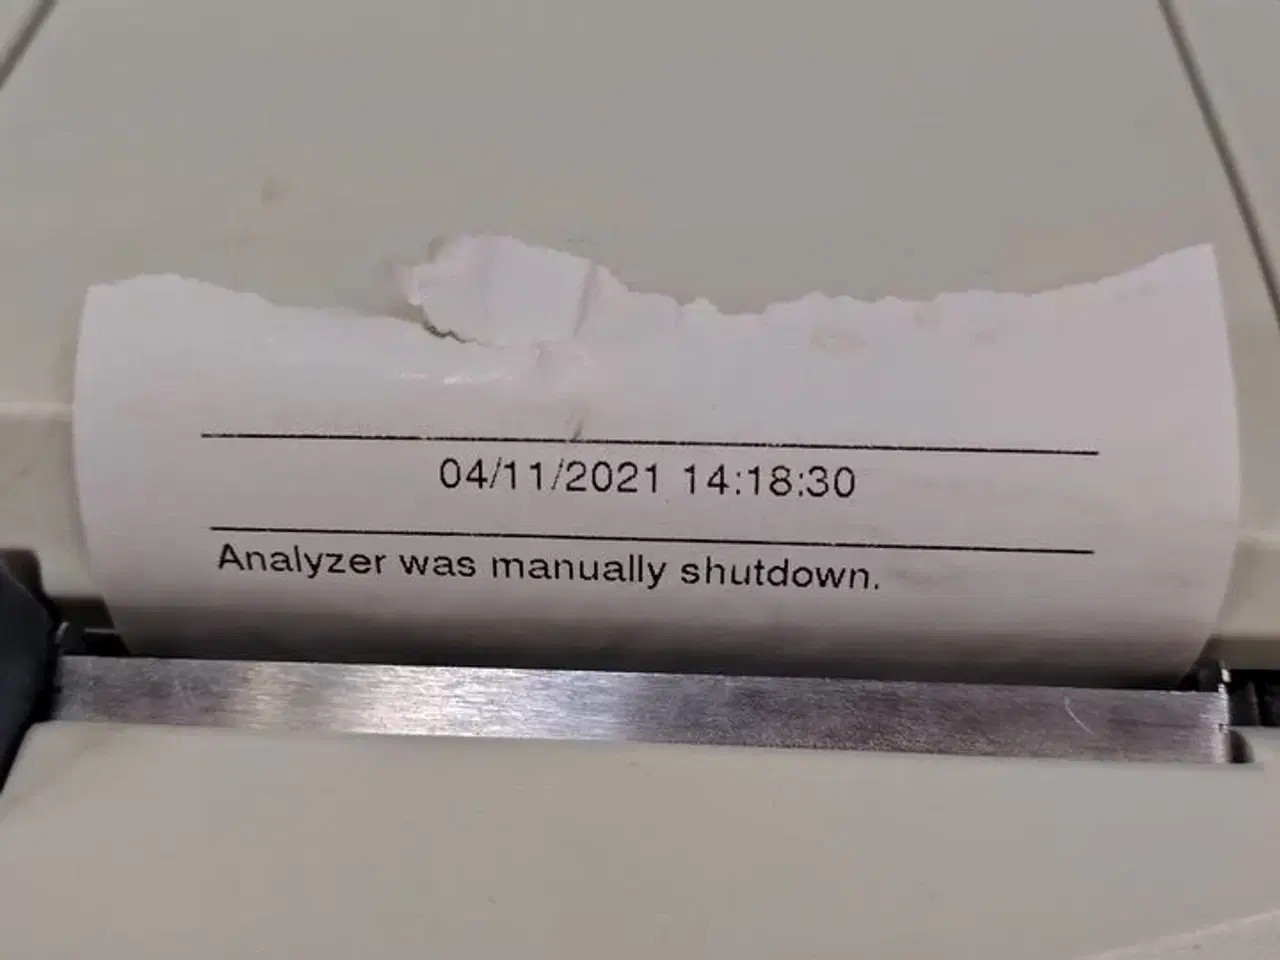 04/11/2021 14:18:30
Analyzer was manually shutdown.